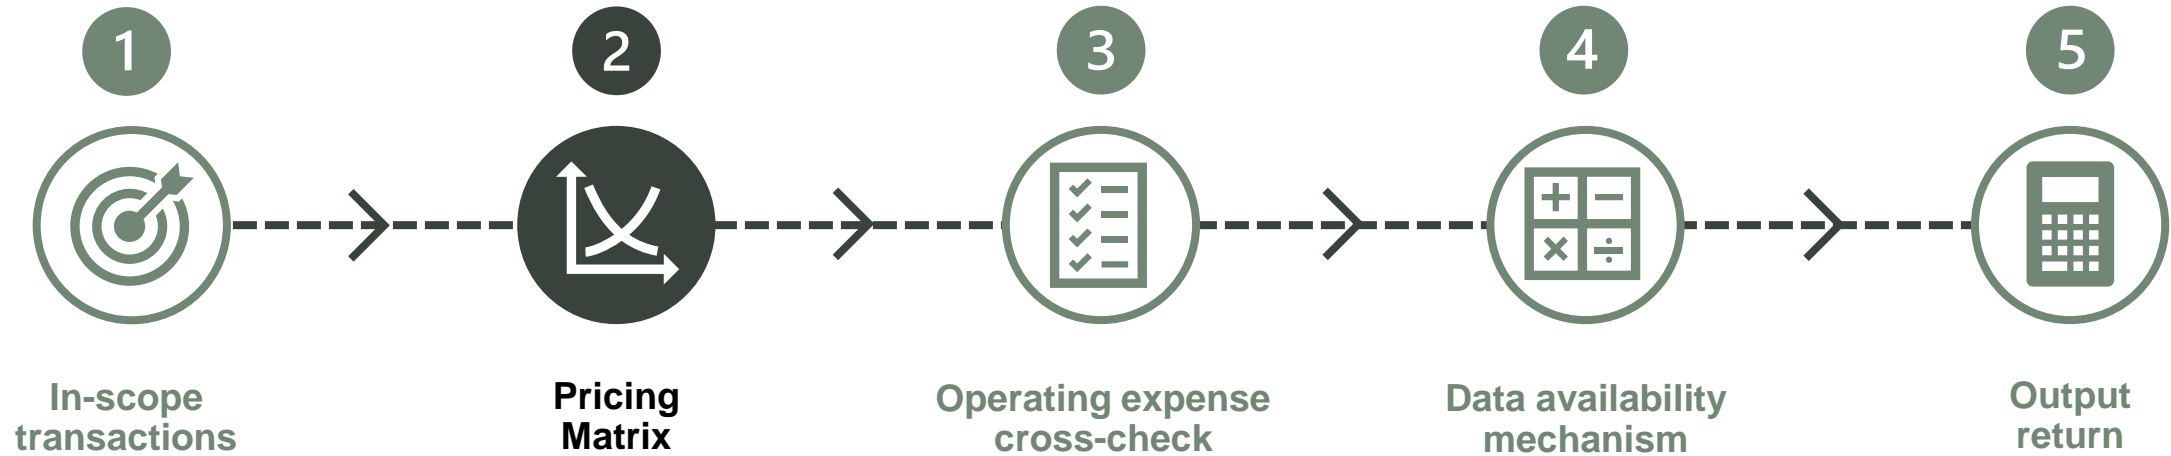 1
2
3
4
5
In-scope
transactions
Pricing
Matrix
Operating expense
cross-check
Data availability
mechanism
Output
return